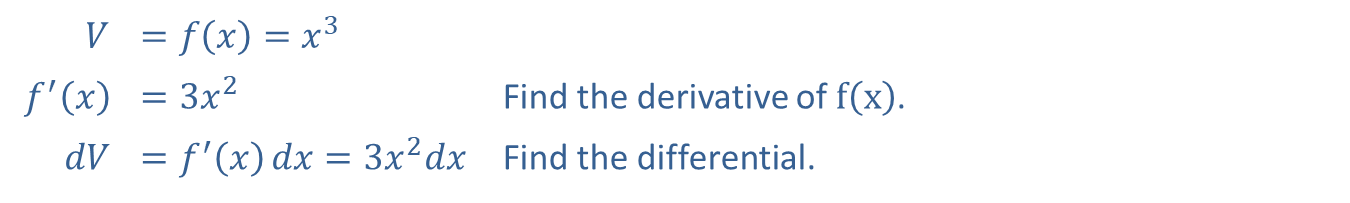 V = f(x) = x³
f′(x) = 3x² Find the derivative of f(x).
dV = f′(x) dx = 3x²dx Find the differential.